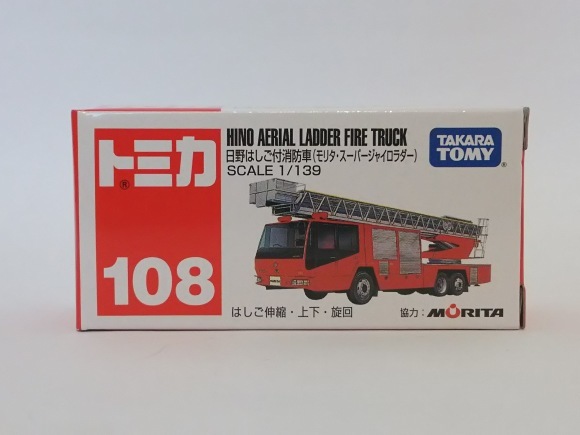 トミカ®
108
HINO AERIAL LADDER FIRE TRUCK
日野はしご付消防車(モリタ・スーパージャイロラダー)
SCALE 1/139
TAKARA TOMY®
はしご伸縮・上下・旋回
協力:MORITA